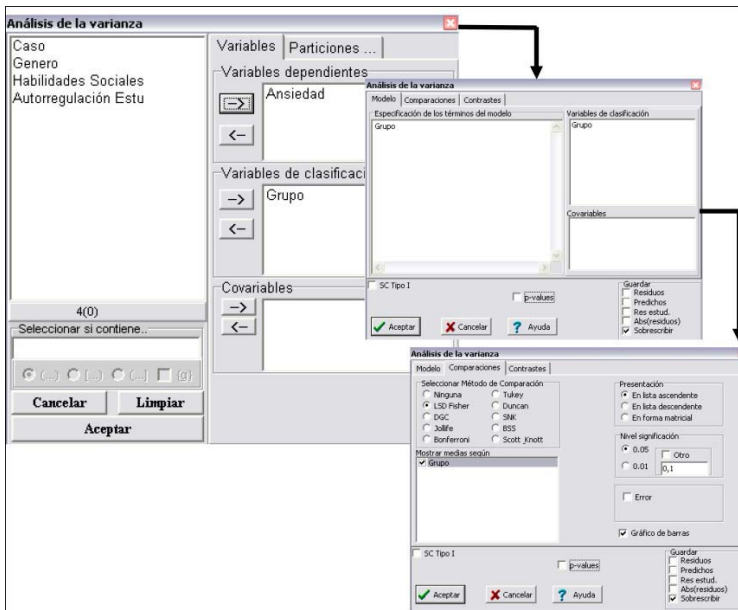 Análisis de la varianza
Caso
Genero
Habilidades Sociales
Autorregulación Estu
4(0)
Seleccionar si contiene..
(...) [...) (...] {g}
Cancelar Limpiar
Aceptar
Variables Particiones ...
Variables dependientes
-> Ansiedad
<-
Variables de clasificaci
-> Grupo
<-
Covariables
->
<-
Análisis de la varianza
Modelo Comparaciones Contrastes
Especificación de los términos del modelo
Grupo
Variables de clasificación
Grupo
Covariables
SC Tipo I
p-values
Guardar
Residuos
Predichos
Res estud.
Abs(residuos)
Sobrescribir
Aceptar Cancelar ? Ayuda
Análisis de la varianza
Modelo Comparaciones Contrastes
Seleccionar Método de Comparación
Ninguna Tukey
LSD Fisher Duncan
DGC SNK
Jollife BSS
Bonferroni Scott_Knott
Mostrar medias según
Grupo
Presentación
En lista ascendente
En lista descendente
En forma matricial
Nivel significación
0.05 Otro
0.01 0,1
Error
Gráfico de barras
SC Tipo I
p-values
Guardar
Residuos
Predichos
Res estud.
Abs(residuos)
Sobrescribir
Aceptar Cancelar ? Ayuda